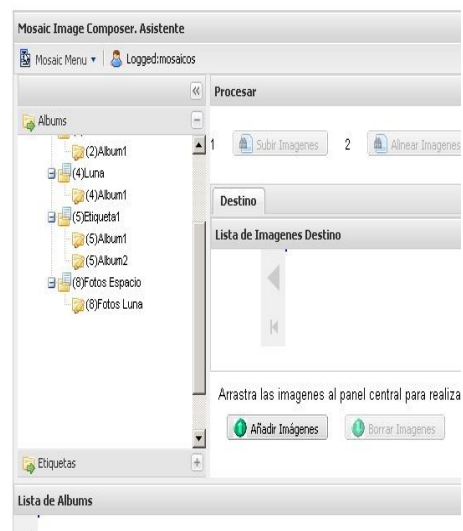 Mosaic Image Composer. Asistente
Mosaic Menu Logged:mosaicos
Procesar
Albums
1 Subir Imagenes 2 Alinear Imagenes
(2)Album1
(4)Luna
(4)Album1
(5)Etiqueta1
(5)Album1
(5)Album2
(8)Fotos Espacio
(8)Fotos Luna
Destino
Lista de Imagenes Destino
Arrastra las imagenes al panel central para realiza
Añadir Imágenes Borrar Imagenes
Etiquetas
Lista de Albums